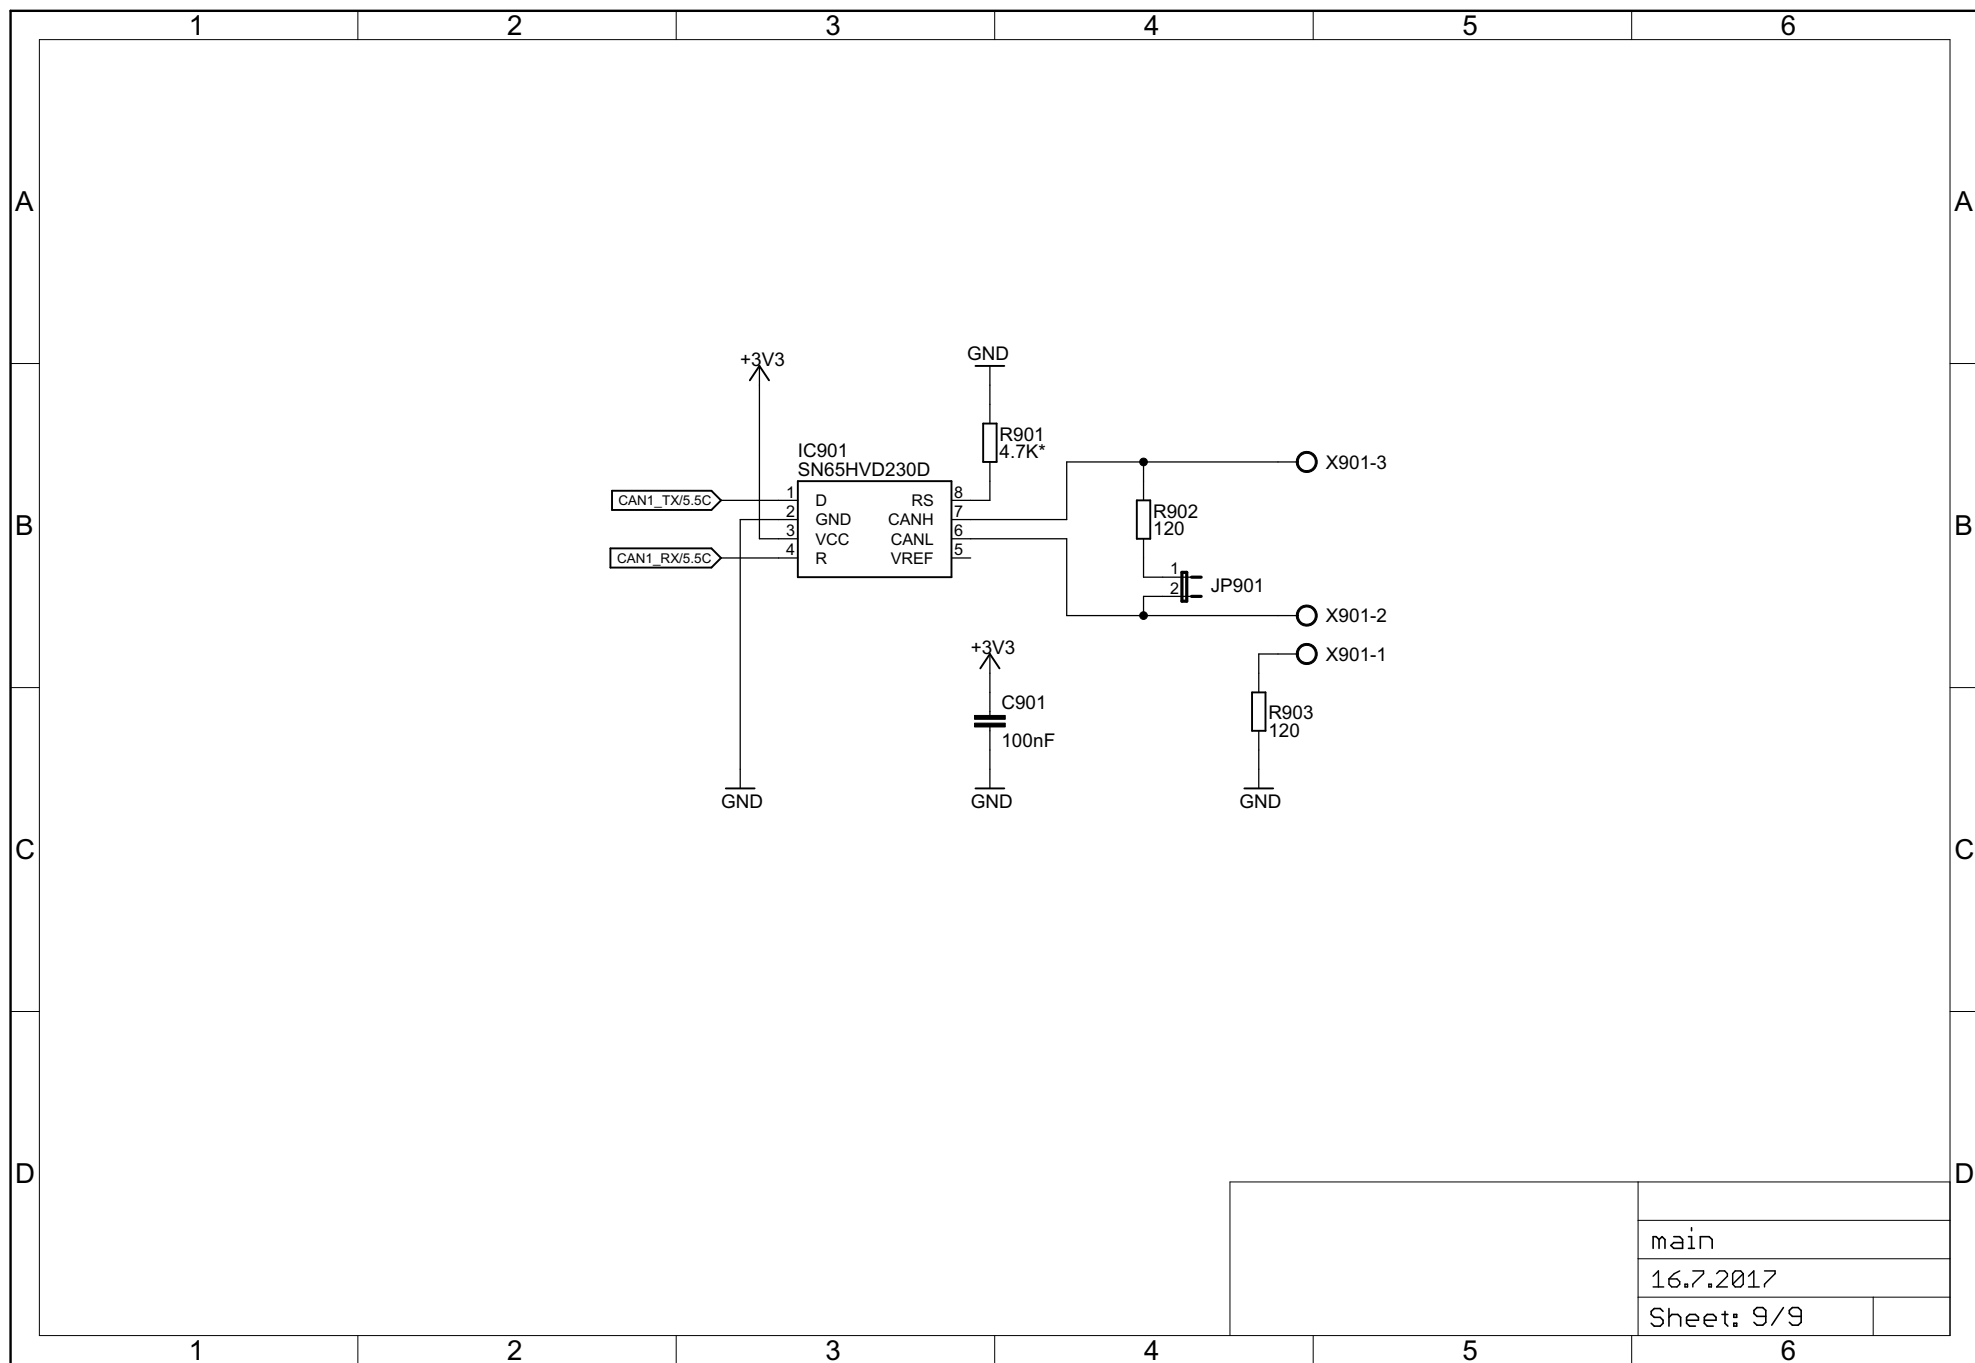 1 2 3 4 5 6
A A
+3V3
GND
R901
4.7K*
IC901
SN65HVD230D
X901-3
CAN1_TX/5.5C
1 D RS 8
2 GND CANH 7
3 VCC CANL 6
4 R VREF 5
CAN1_RX/5.5C
R902
120
B B
1
2
JP901
X901-2
+3V3
X901-1
C901
100nF
R903
120
GND
GND
GND
C C
D D
main
16.7.2017
Sheet: 9/9
1 2 3 4 5 6